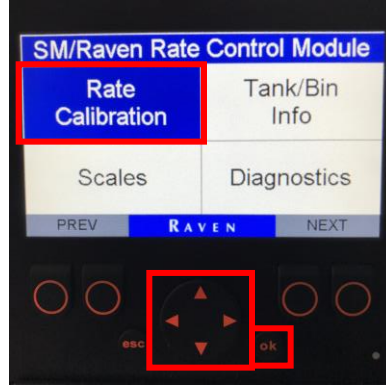 SM/Raven Rate Control Module
Rate
Calibration
Tank/Bin
Info
Scales
Diagnostics
PREV
RAVEN
NEXT
esc
ok